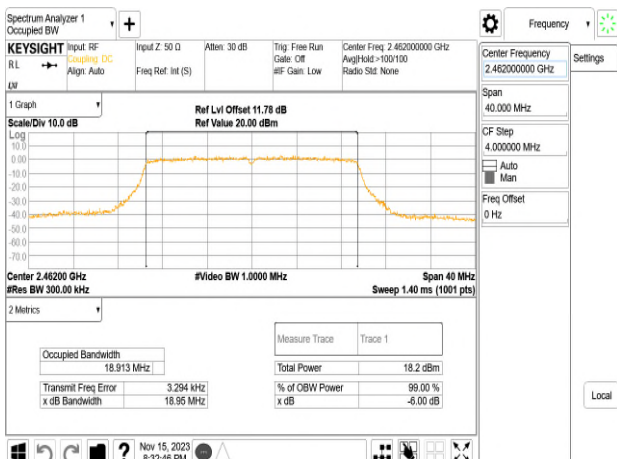 Spectrum Analyzer 1
Occupied BW
+
Frequency
KEYSIGHT
RL
Input: RF
Coupling: DC
Align: Auto
Input Z: 50 Ω
Freq Ref: Int (S)
Atten: 30 dB
Trig: Free Run
Gate: Off
#IF Gain: Low
Center Freq: 2.462000000 GHz
Avg|Hold:>100/100
Radio Std: None
Center Frequency
2.462000000 GHz
Settings
Span
40.000 MHz
CF Step
4.000000 MHz
Auto
Man
Freq Offset
0 Hz
Local
1 Graph
Scale/Div 10.0 dB
Ref Lvl Offset 11.78 dB
Ref Value 20.00 dBm
Log
10.0
0.00
-10.0
-20.0
-30.0
-40.0
-50.0
-60.0
-70.0
Center 2.46200 GHz
#Res BW 300.00 kHz
#Video BW 1.0000 MHz
Span 40 MHz
Sweep 1.40 ms (1001 pts)
2 Metrics
Measure Trace Trace 1
Occupied Bandwidth
18.913 MHz
Total Power 18.2 dBm
Transmit Freq Error 3.294 kHz
% of OBW Power 99.00 %
x dB Bandwidth 18.95 MHz
x dB -6.00 dB
?
Nov 15, 2023
8:32:46 PM